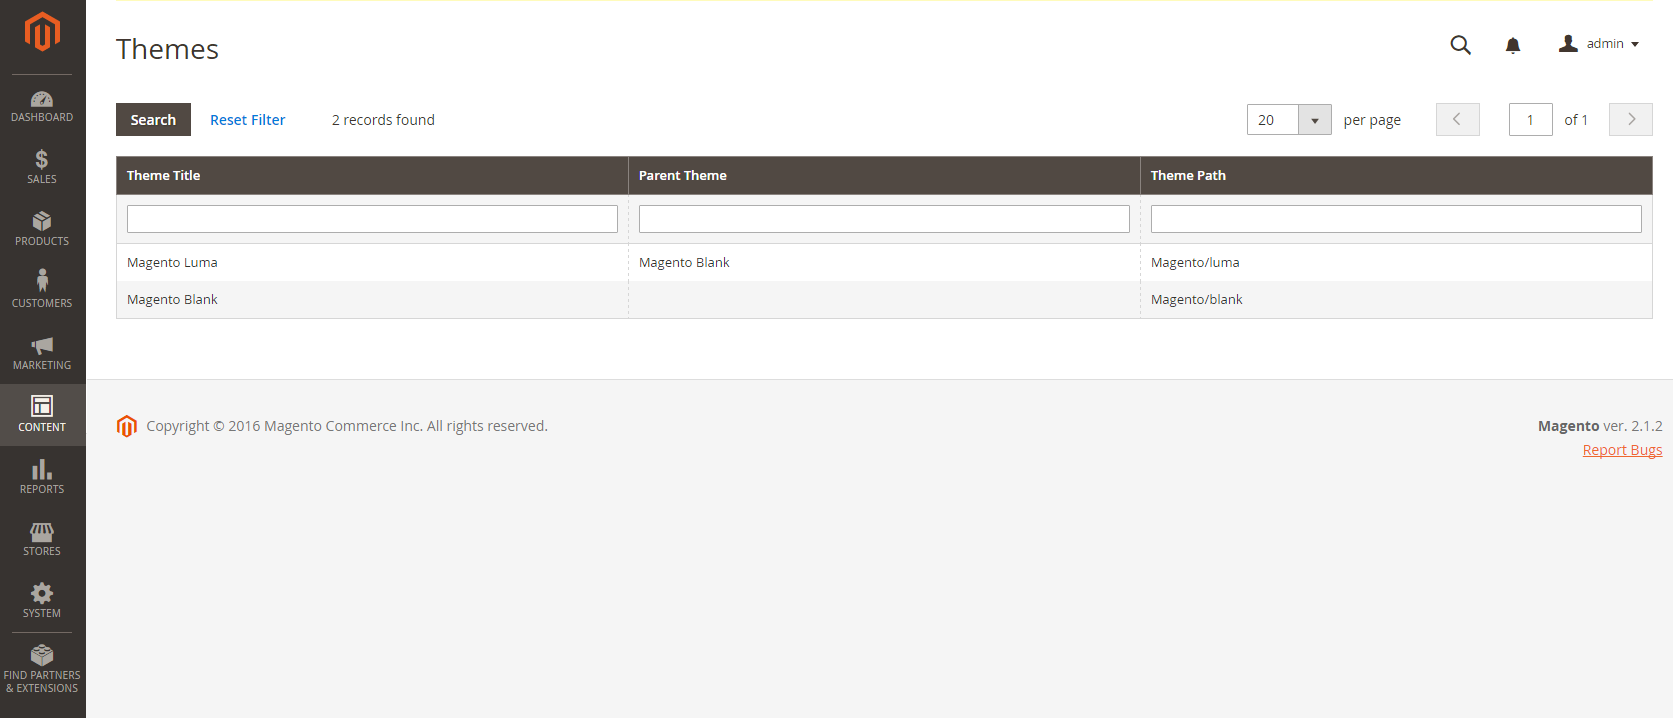 Themes
admin
DASHBOARD
SALES
PRODUCTS
CUSTOMERS
MARKETING
CONTENT
REPORTS
STORES
SYSTEM
FIND PARTNERS
& EXTENSIONS
Search Reset Filter 2 records found 20 per page 1 of 1
Theme Title Parent Theme Theme Path
Magento Luma Magento Blank Magento/luma
Magento Blank Magento/blank
Copyright © 2016 Magento Commerce Inc. All rights reserved. Magento ver. 2.1.2
Report Bugs